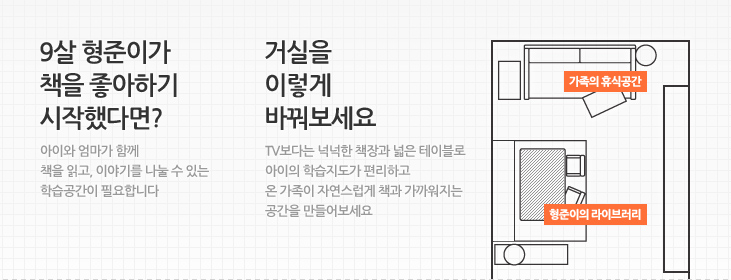 9살 형준이가
책을 좋아하기
시작했다면?
아이와 엄마가 함께
책을 읽고, 이야기를 나눌 수 있는
학습공간이 필요합니다
거실을
이렇게
바꿔보세요
TV보다는 넉넉한 책장과 넓은 테이블로
아이의 학습지도가 편리하고
온 가족이 자연스럽게 책과 가까워지는
공간을 만들어보세요
가족의 휴식공간
형준이의 라이브러리